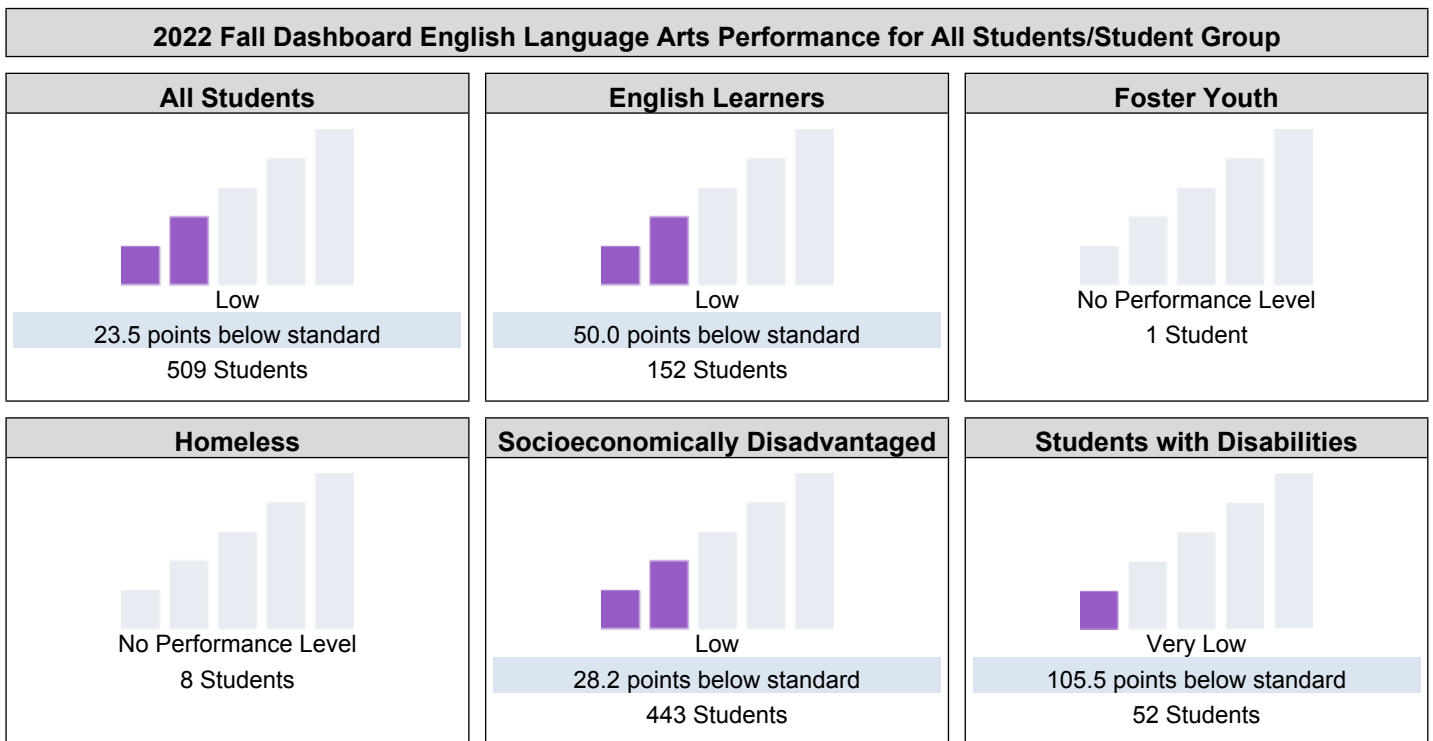 2022 Fall Dashboard English Language Arts Performance for All Students/Student Group
All Students
Low
23.5 points below standard
509 Students
English Learners
Low
50.0 points below standard
152 Students
Foster Youth
No Performance Level
1 Student
Homeless
No Performance Level
8 Students
Socioeconomically Disadvantaged
Low
28.2 points below standard
443 Students
Students with Disabilities
Very Low
105.5 points below standard
52 Students